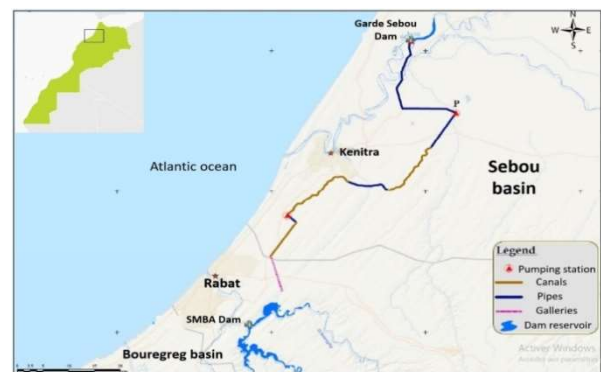 Garde Sebou
Dam
N
W
E
S
P
Kenitra
Atlantic ocean
Sebou
basin
Rabat
SMBA Dam
Bouregreg basin
Legend
Pumping station
Canals
Pipes
Galleries
Dam reservoir
Activer Windows